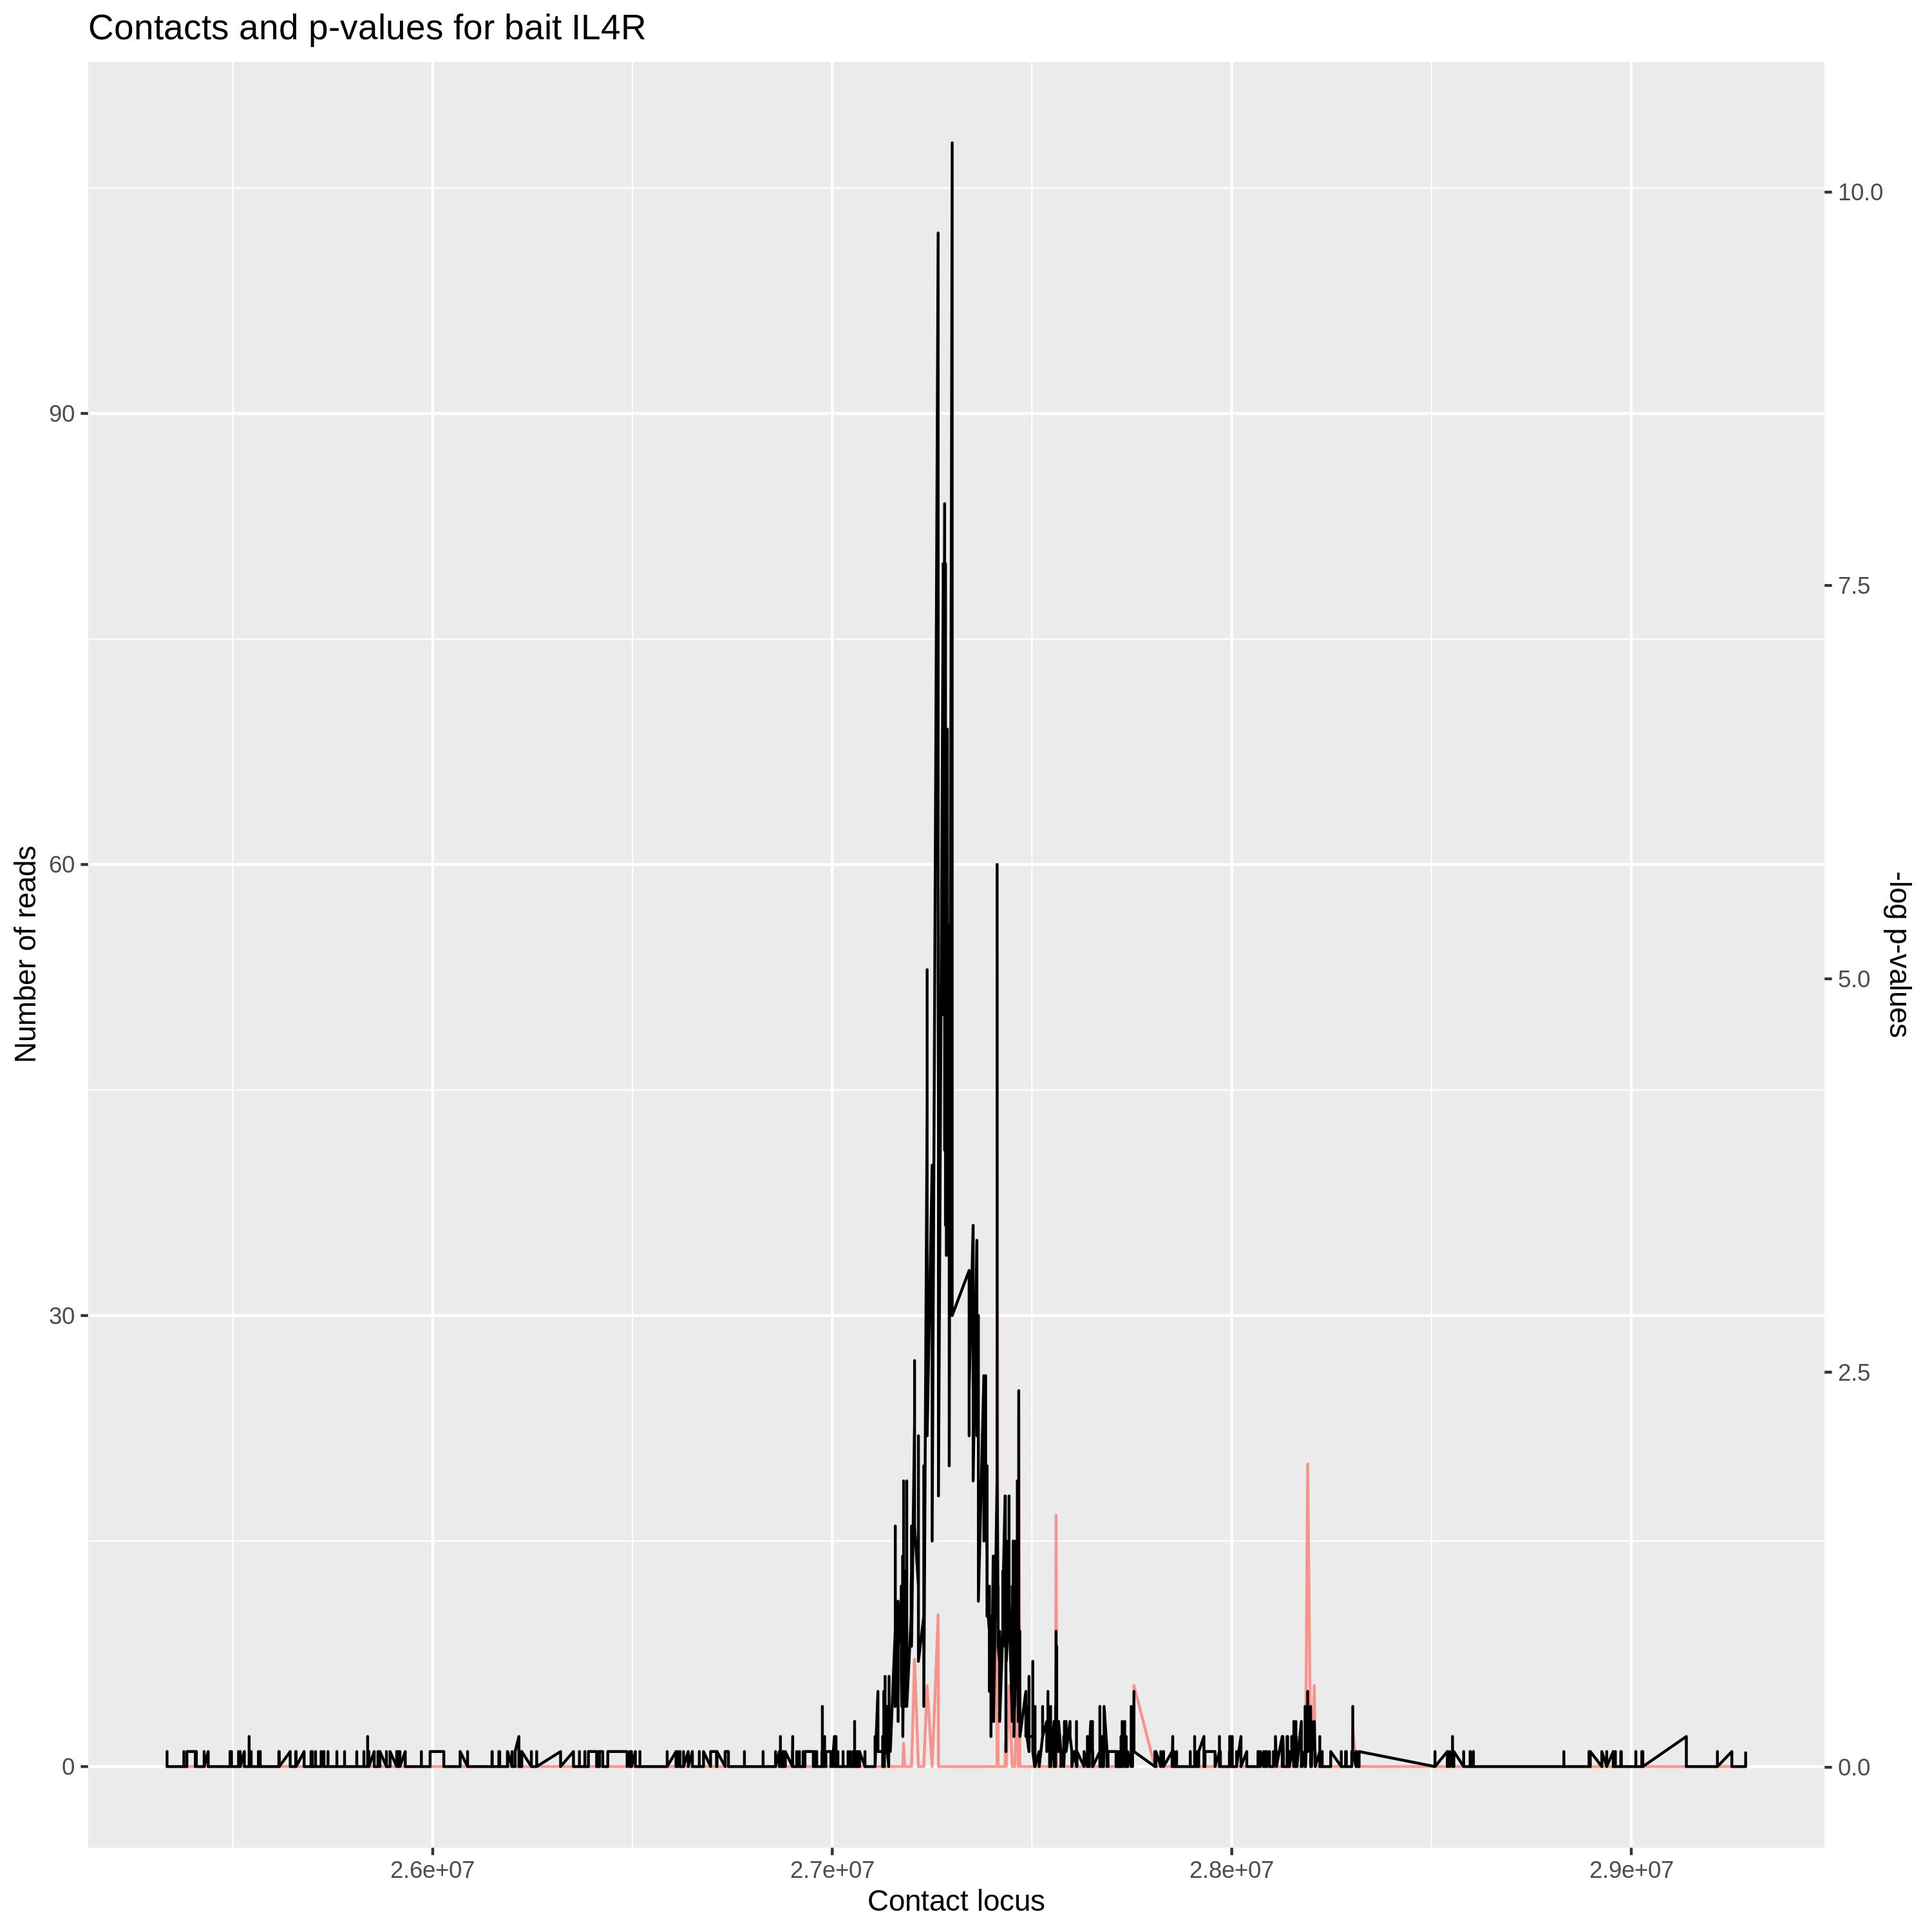 Contacts and p-values for bait IL4R
10.0
90
7.5
60
Number of reads
-log p-values
5.0
30
2.5
0
0.0
2.6e+07
2.7e+07
2.8e+07
2.9e+07
Contact locus